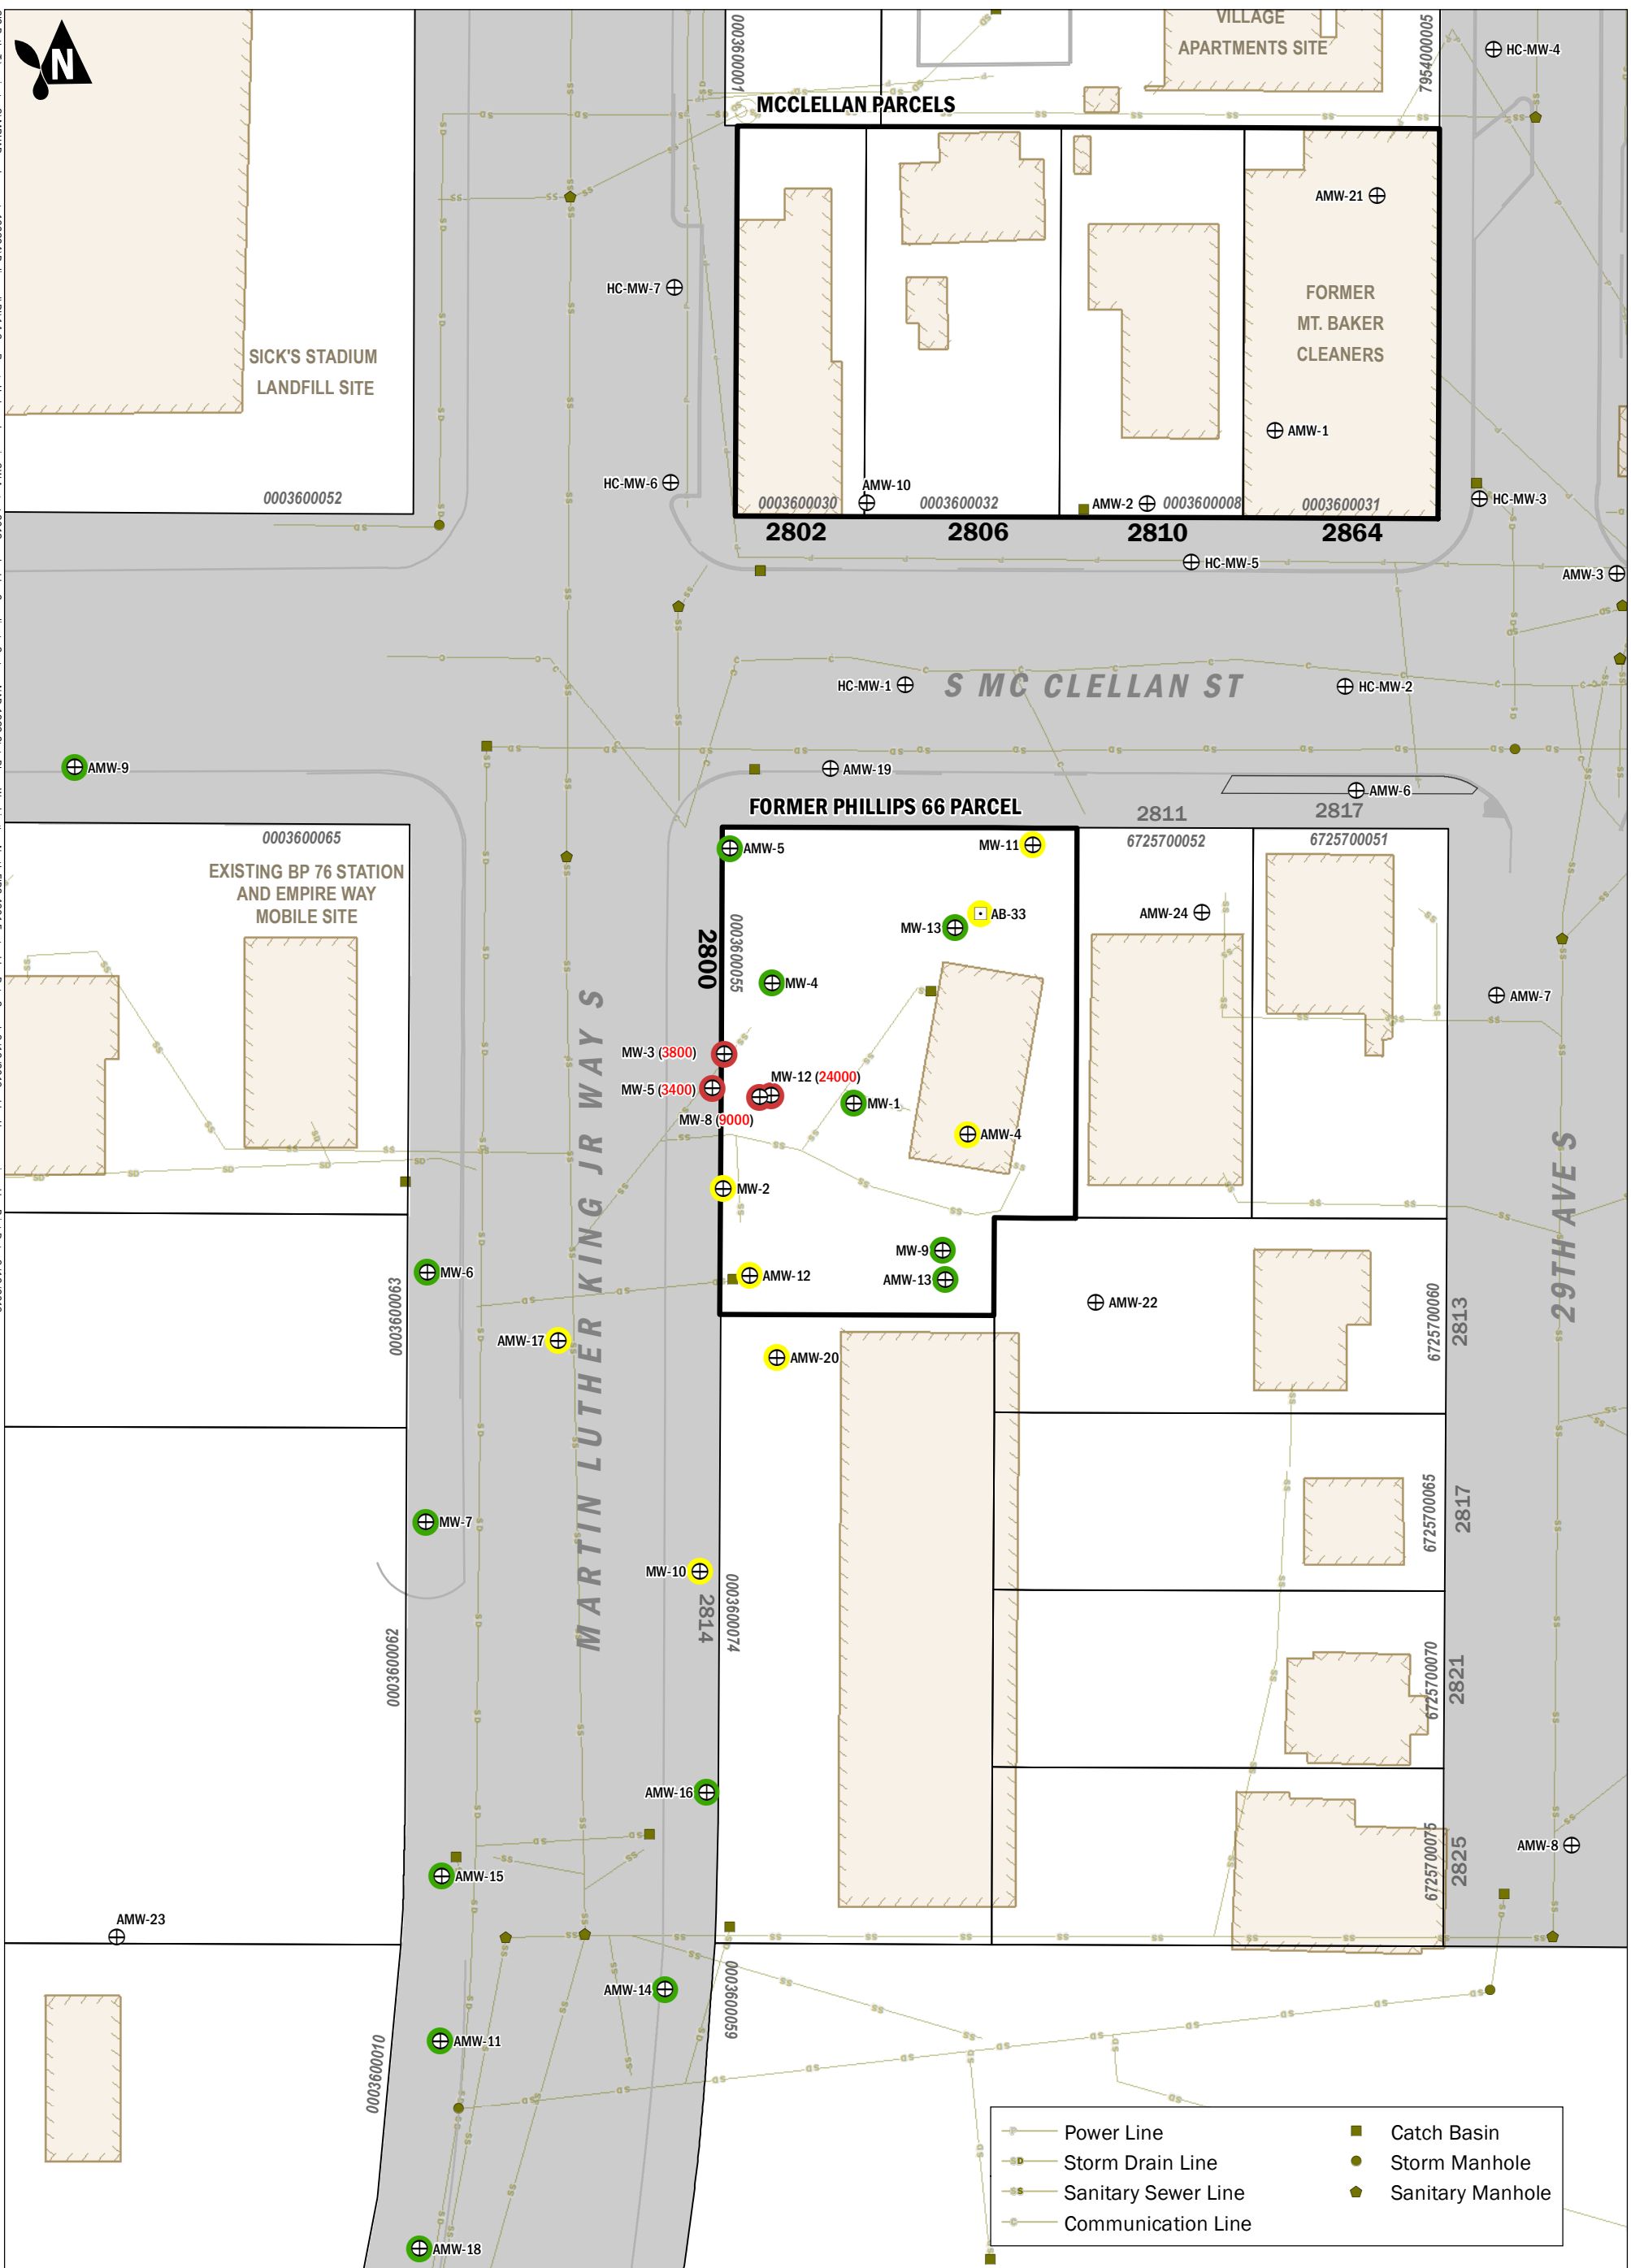 N
VILLAGE
APARTMENTS SITE
0003600001
7954000005
HC-MW-4
MCCLELLAN PARCELS
AMW-21
HC-MW-7
FORMER
MT. BAKER
CLEANERS
SICK'S STADIUM
LANDFILL SITE
AMW-1
HC-MW-6
AMW-10
0003600052
0003600030
0003600032
AMW-2
0003600008
0003600031
HC-MW-3
2802
2806
2810
2864
HC-MW-5
AMW-3
HC-MW-1
S MC CLELLAN ST
HC-MW-2
AMW-9
AMW-19
AMW-6
FORMER PHILLIPS 66 PARCEL
2811
2817
0003600065
AMW-5
MW-11
6725700052
6725700051
EXISTING BP 76 STATION
AND EMPIRE WAY
MOBILE SITE
AB-33
AMW-24
MW-13
2800
0003600055
MW-4
AMW-7
MW-3 (3800)
MW-12 (24000)
MW-5 (3400)
MW-1
MW-8 (9000)
AMW-4
MARTIN LUTHER KING JR WAY S
29TH AVE S
MW-2
MW-9
MW-6
AMW-12
AMW-13
0003600063
AMW-22
6725700060
2813
AMW-17
AMW-20
MW-7
6725700065
2817
MW-10
2814
0003600074
0003600062
6725700070
2821
AMW-16
AMW-8
6725700075
2825
AMW-15
AMW-23
AMW-14
0003600059
AMW-11
0003600010
AMW-18
P Power Line
SD Storm Drain Line
SS Sanitary Sewer Line
C Communication Line
Catch Basin
Storm Manhole
Sanitary Manhole